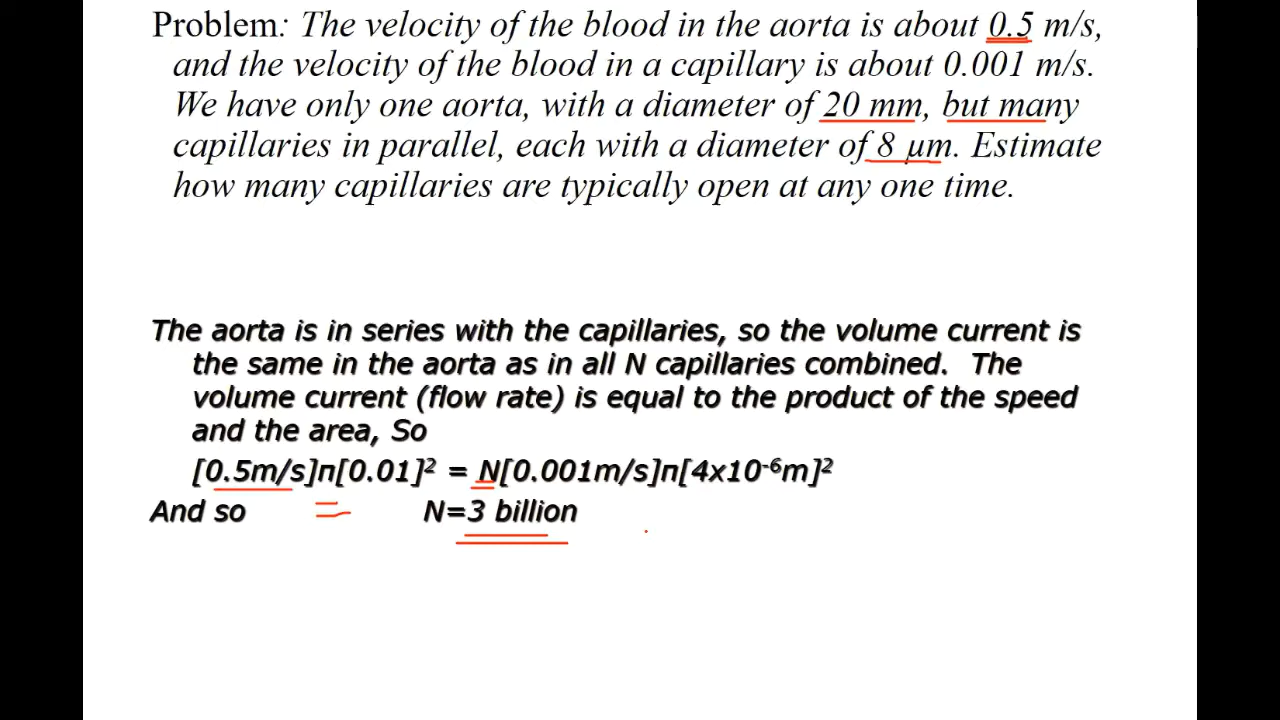 Problem: The velocity of the blood in the aorta is about 0.5 m/s,
and the velocity of the blood in a capillary is about 0.001 m/s.
We have only one aorta, with a diameter of 20 mm, but many
capillaries in parallel, each with a diameter of 8 µm. Estimate
how many capillaries are typically open at any one time.
The aorta is in series with the capillaries, so the volume current is
the same in the aorta as in all N capillaries combined. The
volume current (flow rate) is equal to the product of the speed
and the area, So
[0.5m/s]п[0.01]² = N[0.001m/s]п[4x10⁻⁶m]²
And so N=3 billion